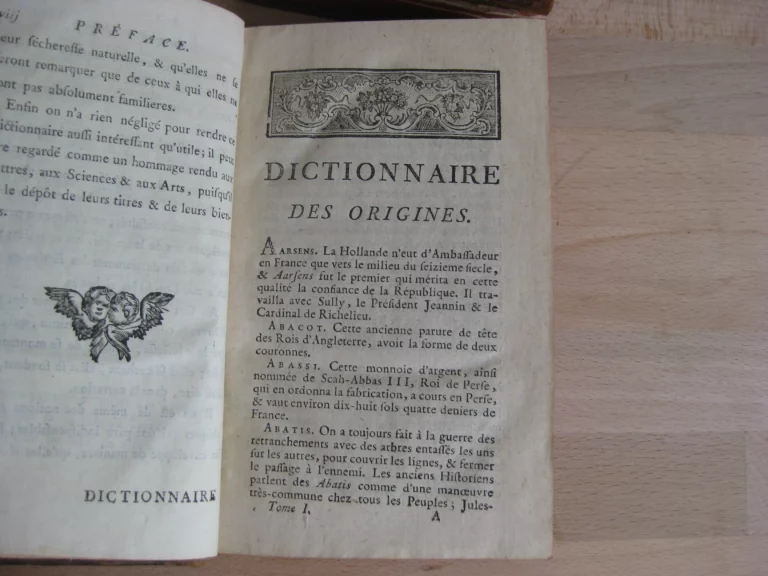 viij PRÉFACE.
eur ſéchereſſe naturelle, & qu'elles ne ſe
eront remarquer que de ceux à qui elles ne
ont pas abſolument familieres.
Enfin on n'a rien négligé pour rendre ce
ictionnaire auſſi intéreſſant qu'utile; il peut
re regardé comme un hommage rendu aux
ttres, aux Sciences & aux Arts, puiſqu'il
le dépôt de leurs titres & de leurs bien-
s.
DICTIONNAIRE
DICTIONNAIRE
DES ORIGINES.
AARSENS. La Hollande n'eut d'Ambaſſadeur
en France que vers le milieu du ſeizieme ſiecle,
& Aarſens fut le premier qui mérita en cette
qualité la confiance de la République. Il tra-
vailla avec Sully, le Préſident Jeannin & le
Cardinal de Richelieu.
ABACOT. Cette ancienne parure de tête
des Rois d'Angleterre, avoit la forme de deux
couronnes.
ABASSI. Cette monnoie d'argent, ainſi
nommée de Scah-Abbas III, Roi de Perſe,
qui en ordonna la fabrication, a cours en Perſe,
& vaut environ dix-huit ſols quatre deniers de
France.
ABATIS. On a toujours fait à la guerre des
retranchements avec des arbres entaſſés les uns
ſur les autres, pour couvrir les lignes, & fermer
le paſſage à l'ennemi. Les anciens Hiſtoriens
parlent des Abatis comme d'une manœuvre
très-commune chez tous les Peuples; Jules-
Tome I. A